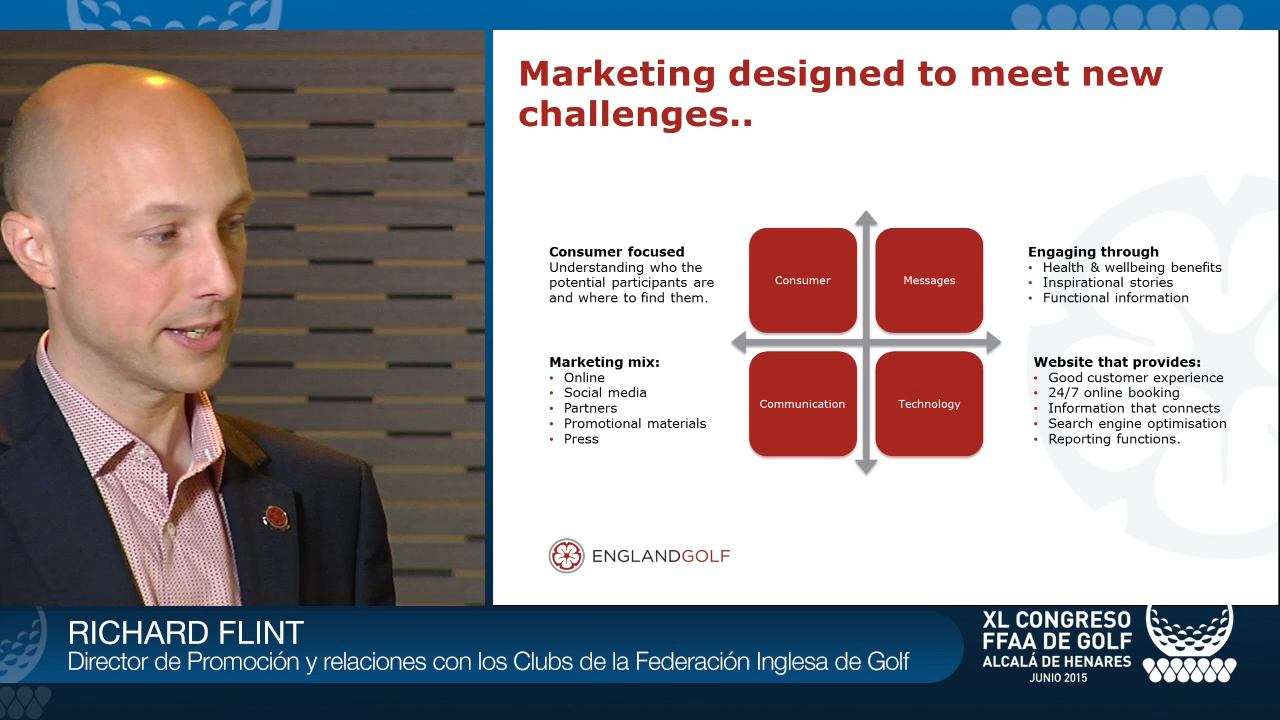 Marketing designed to meet new
challenges..
Consumer focused
Understanding who the
potential participants are
and where to find them.
Consumer
Messages
Engaging through
• Health & wellbeing benefits
• Inspirational stories
• Functional information
Marketing mix:
• Online
• Social media
• Partners
• Promotional materials
• Press
Communication
Technology
Website that provides:
• Good customer experience
• 24/7 online booking
• Information that connects
• Search engine optimisation
• Reporting functions.
ENGLANDGOLF
RICHARD FLINT
Director de Promoción y relaciones con los Clubs de la Federación Inglesa de Golf
XL CONGRESO
FFAA DE GOLF
ALCALÁ DE HENARES
JUNIO 2015